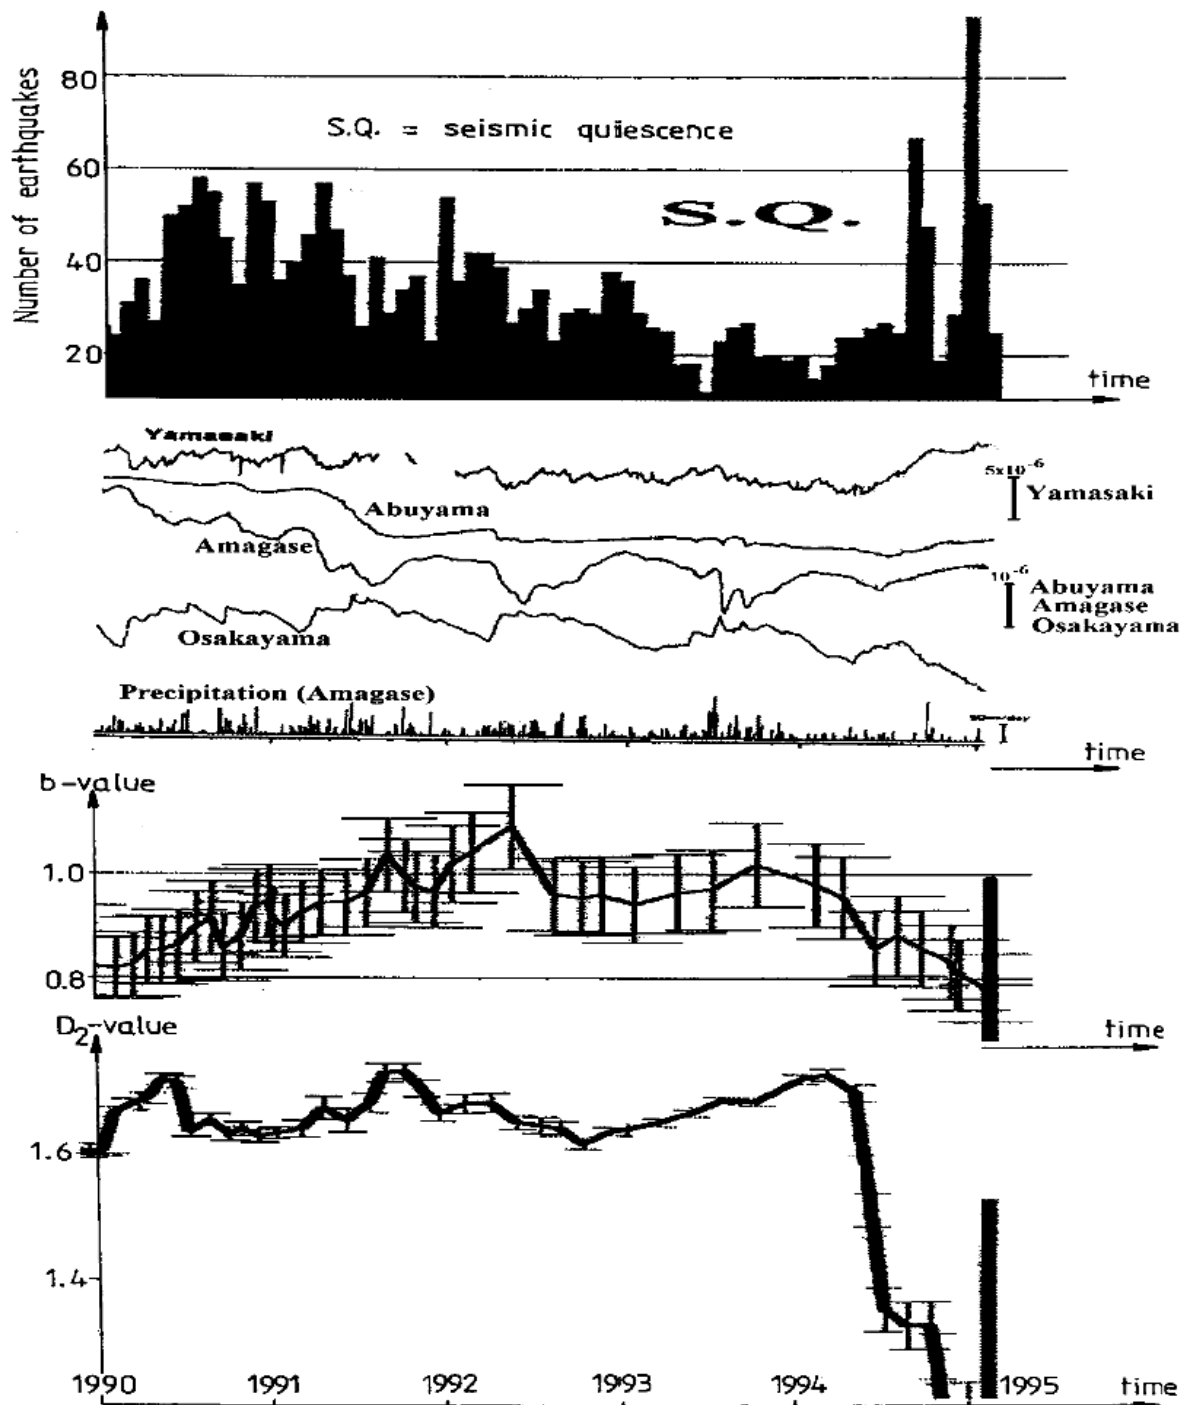 Number of earthquakes
80
60
40
20
S.Q. = seismic quiescence
S.Q.
time
Yamasaki
5x10-6
Yamasaki
Abuyama
Amagase
10-6
Abuyama
Amagase
Osakayama
Osakayama
Precipitation (Amagase)
time
b-value
1.0
0.8
time
D2-value
2
1.6
1.4
1990
1991
1992
1993
1994
1995
time